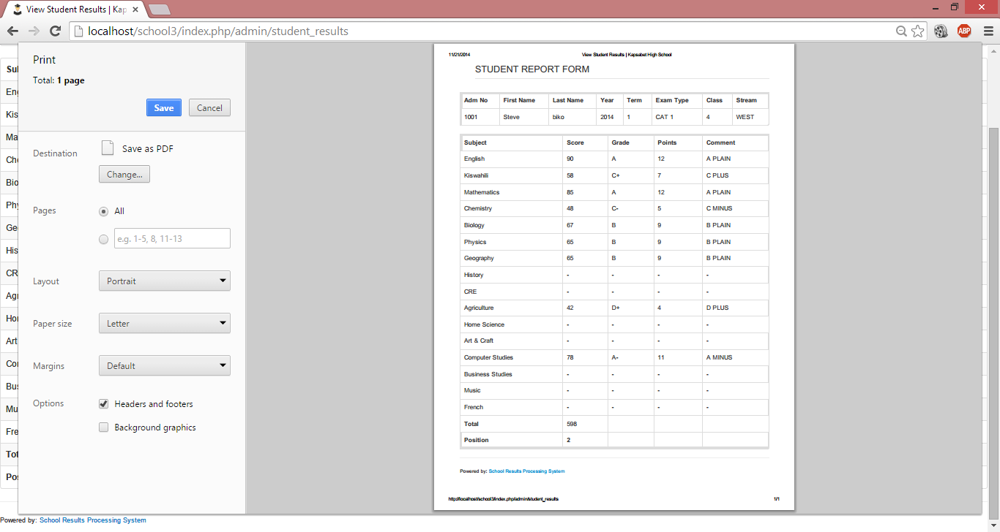 View Student Results | Kap
localhost/school3/index.php/admin/student_results
ABP
Print
Total: 1 page
Save Cancel
Destination Save as PDF
Change...
Pages All
e.g. 1-5, 8, 11-13
Layout Portrait
Paper size Letter
Margins Default
Options Headers and footers
Background graphics
Sul
Eng
Kis
Ma
Che
Bio
Phy
Geo
His
CR
Agr
Hor
Art
Cor
Bus
Mu
Fre
Tot
Pos
11/21/2014 View Student Results | Kapsabet High School
STUDENT REPORT FORM
Adm No First Name Last Name Year Term Exam Type Class Stream
1001 Steve biko 2014 1 CAT 1 4 WEST
Subject Score Grade Points Comment
English 90 A 12 A PLAIN
Kiswahili 58 C+ 7 C PLUS
Mathematics 85 A 12 A PLAIN
Chemistry 48 C- 5 C MINUS
Biology 67 B 9 B PLAIN
Physics 65 B 9 B PLAIN
Geography 65 B 9 B PLAIN
History - - - -
CRE - - - -
Agriculture 42 D+ 4 D PLUS
Home Science - - - -
Art & Craft - - - -
Computer Studies 78 A- 11 A MINUS
Business Studies - - - -
Music - - - -
French - - - -
Total 598
Position 2
Powered by: School Results Processing System
http://localhost/school3/index.php/admin/student_results 1/1
Powered by: School Results Processing System